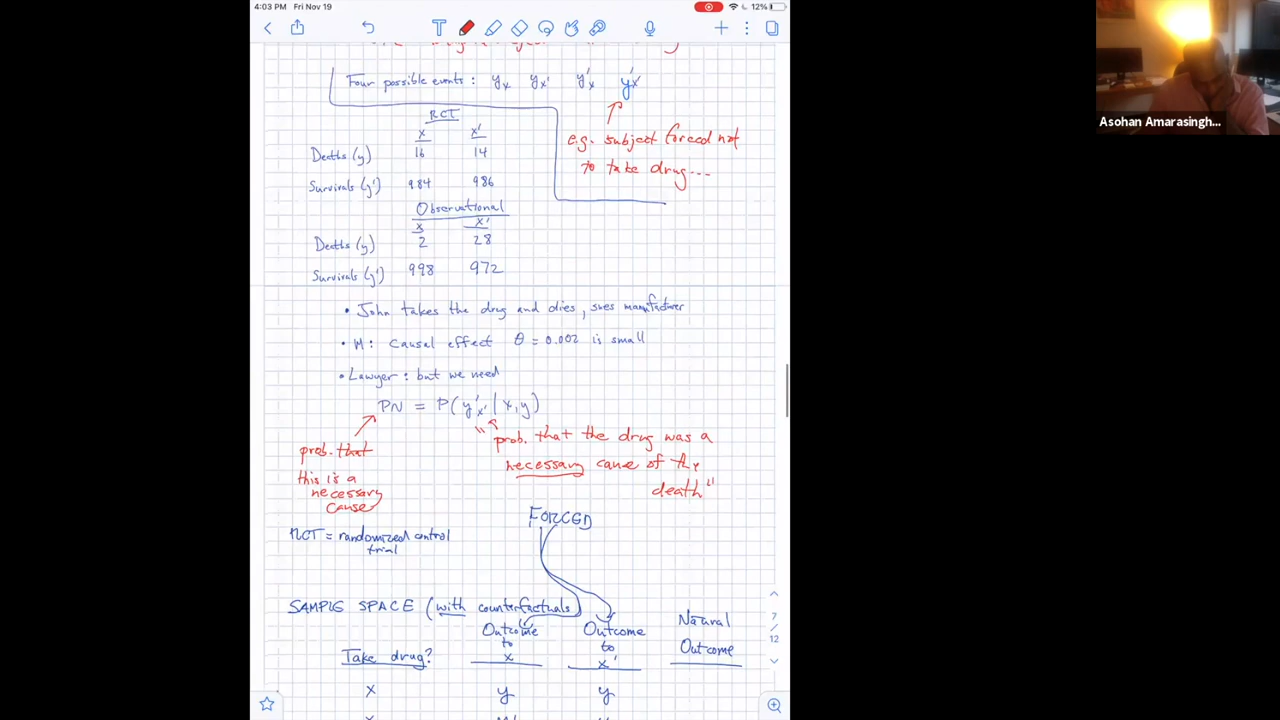 4:03 PM Fri Nov 19 12%
Four possible events: yx yx' y'x y'x'
e.g. subject forced not
to take drug...
RCT
x x'
Deaths (y) 16 14
Survivals (y') 984 986
Observational
x x'
Deaths (y) 2 28
Survivals (y') 998 972
• John takes the drug and dies, sues manufacturer
• M: Causal effect θ = 0.002 is small
• Lawyer: but we need
PN = P(y'x' | x,y)
prob. that
this is a
necessary
cause
"prob. that the drug was a
necessary cause of the
death"
FORCED
RCT = randomized control
trial
SAMPLE SPACE (with counterfactuals)
Take drug?
Outcome
to
x
Outcome
to
x'
Natural
Outcome
x y y
x
7
/
12
Asohan Amarasingh...